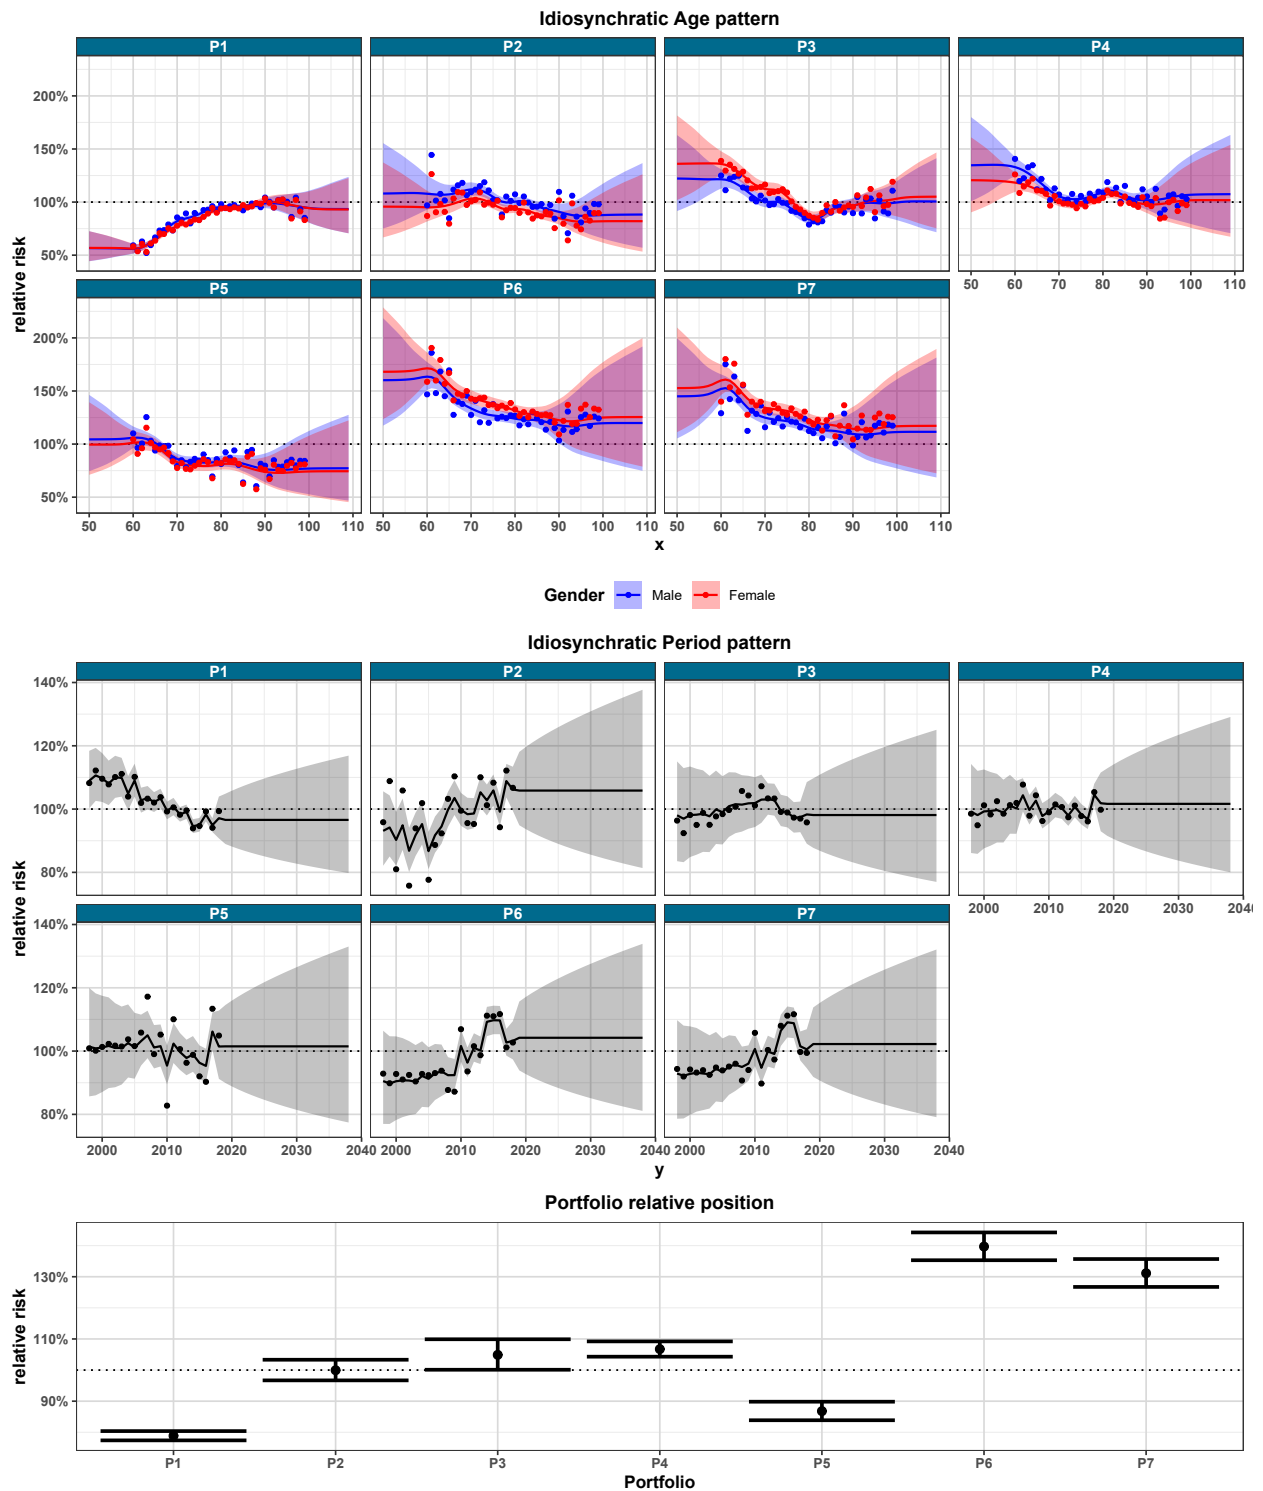 Idiosynchratic Age pattern
P1 P2 P3 P4
200%
150%
100%
50%
50 60 70 80 90 100 110
P5 P6 P7
200%
150%
100%
50%
50 60 70 80 90 100 110 50 60 70 80 90 100 110 50 60 70 80 90 100 110
relative risk
x
Gender Male Female
Idiosynchratic Period pattern
P1 P2 P3 P4
140%
120%
100%
80%
2000 2010 2020 2030 204
P5 P6 P7
140%
120%
100%
80%
2000 2010 2020 2030 2040 2000 2010 2020 2030 2040 2000 2010 2020 2030 2040
relative risk
y
Portfolio relative position
130%
110%
90%
relative risk
P1 P2 P3 P4 P5 P6 P7
Portfolio